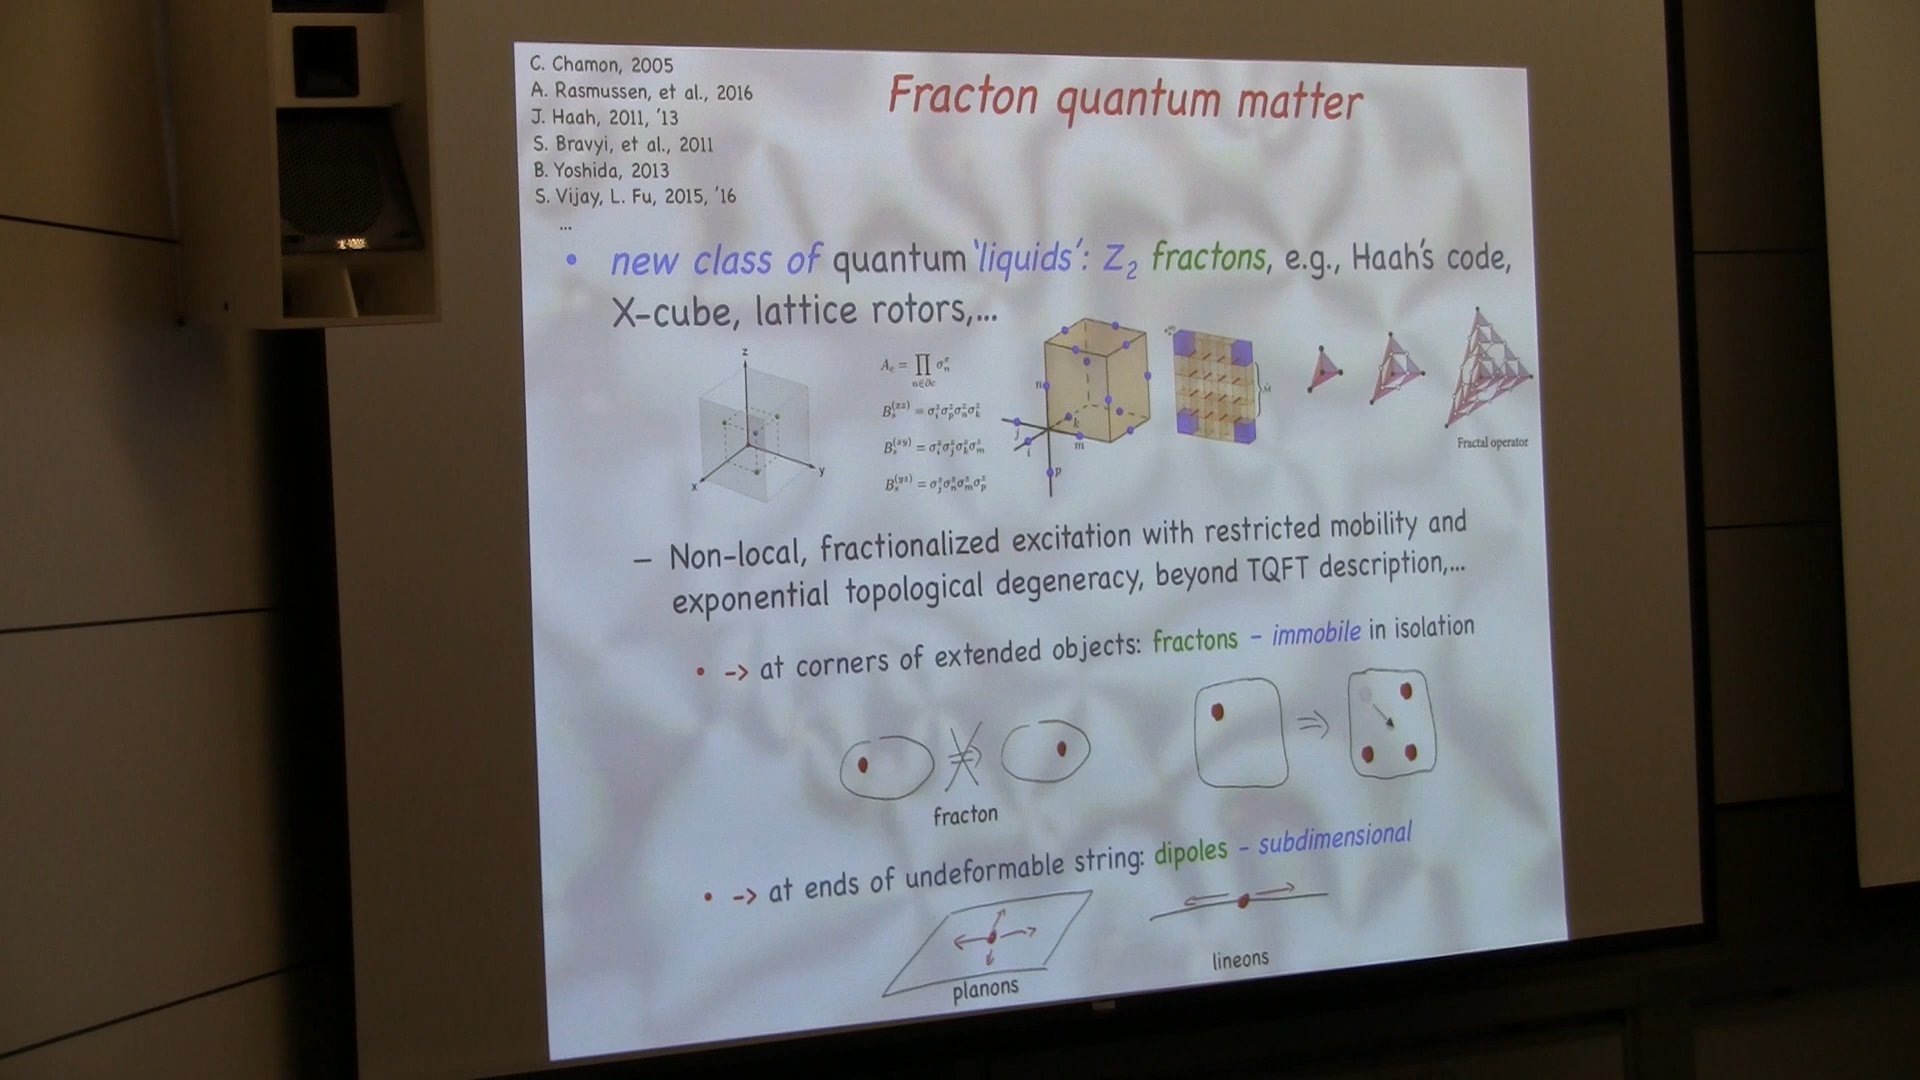 C. Chamon, 2005
A. Rasmussen, et al., 2016
J. Haah, 2011, '13
S. Bravyi, et al., 2011
B. Yoshida, 2013
S. Vijay, L. Fu, 2015, '16
...
Fracton quantum matter
• new class of quantum 'liquids': Z₂ fractons, e.g., Haah's code,
X-cube, lattice rotors,...
z
y
x
n
j
i
k
m
p
Fractal operator
– Non-local, fractionalized excitation with restricted mobility and
exponential topological degeneracy, beyond TQFT description,...
• -> at corners of extended objects: fractons - immobile in isolation
fracton
• -> at ends of undeformable string: dipoles - subdimensional
planons
lineons